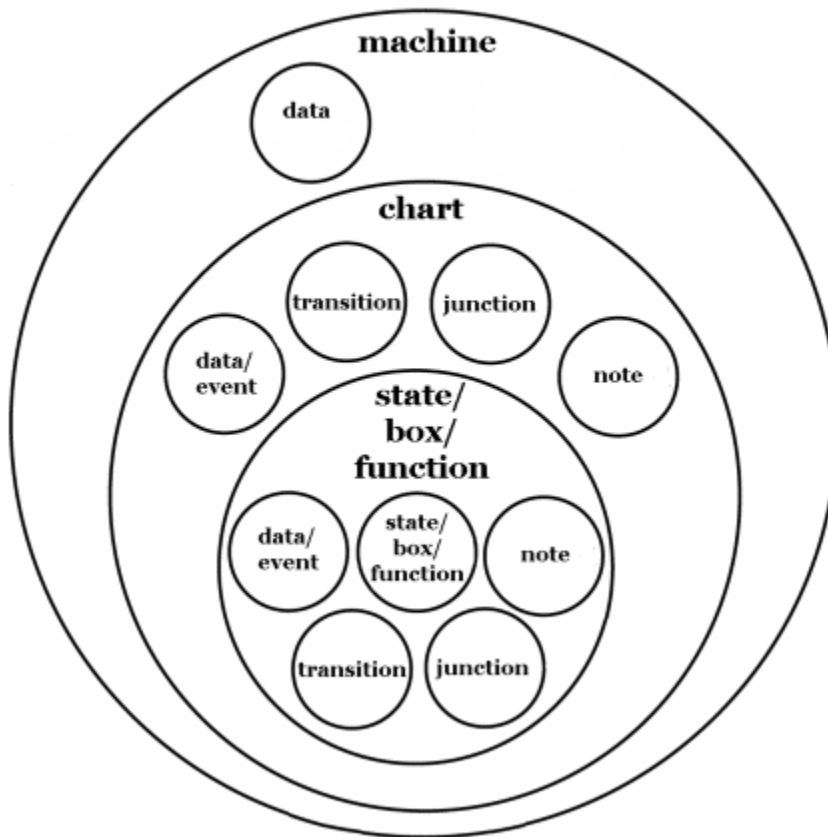 machine
data
chart
transition
junction
data/
event
note
state/
box/
function
data/
event
state/
box/
function
note
transition
junction